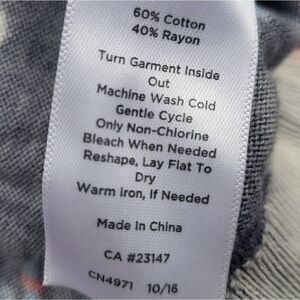 60% Cotton
40% Rayon
Turn Garment Inside
Out
Machine Wash Cold
Gentle Cycle
Only Non-Chlorine
Bleach When Needed
Reshape, Lay Flat To
Dry
Warm Iron, If Needed
Made In China
CA #23147
CN4971 10/16